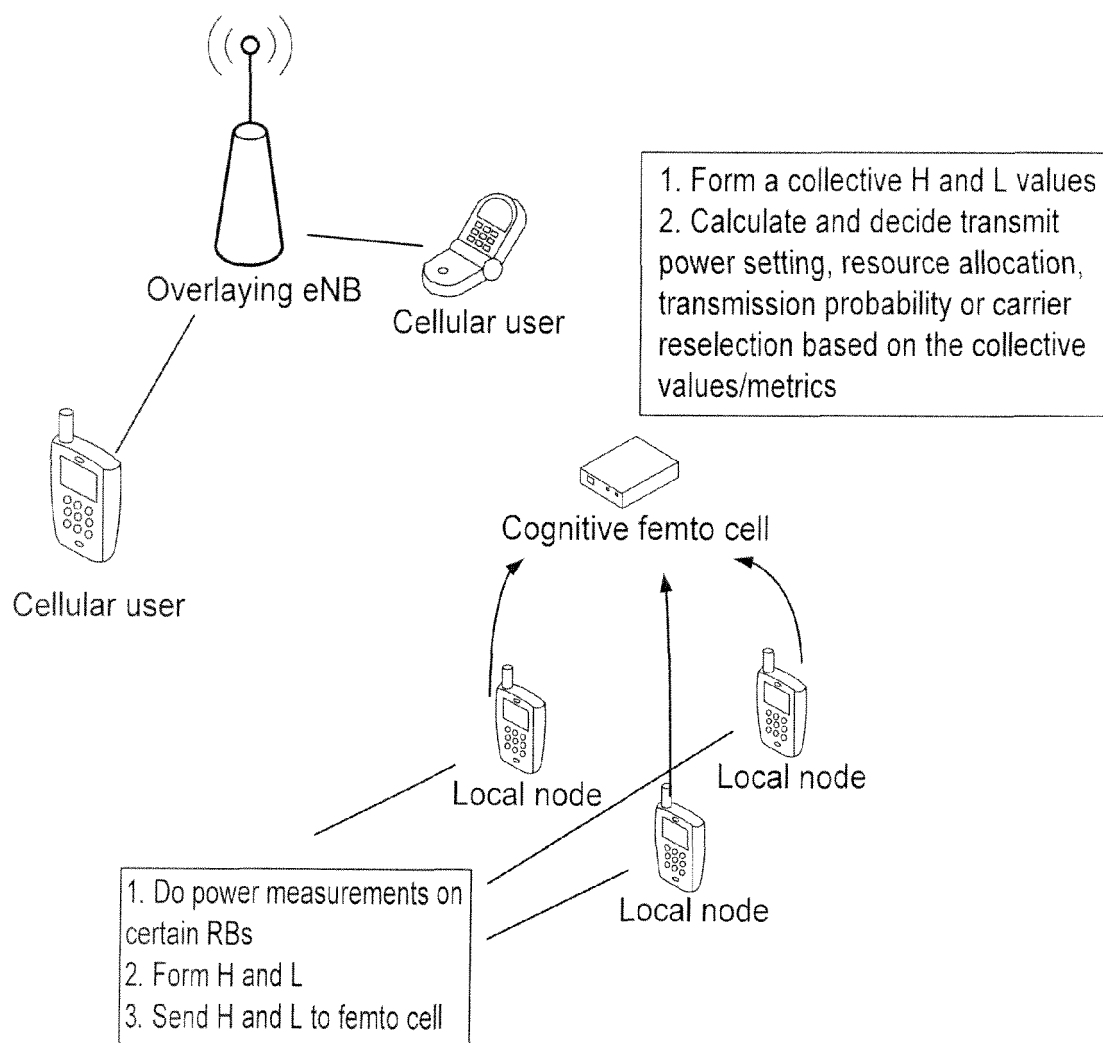 1. Form a collective H and L values
2. Calculate and decide transmit
power setting, resource allocation,
transmission probability or carrier
reselection based on the collective
values/metrics
Overlaying eNB
Cellular user
Cognitive femto cell
Cellular user
Local node
Local node
Local node
1. Do power measurements on
certain RBs
2. Form H and L
3. Send H and L to femto cell